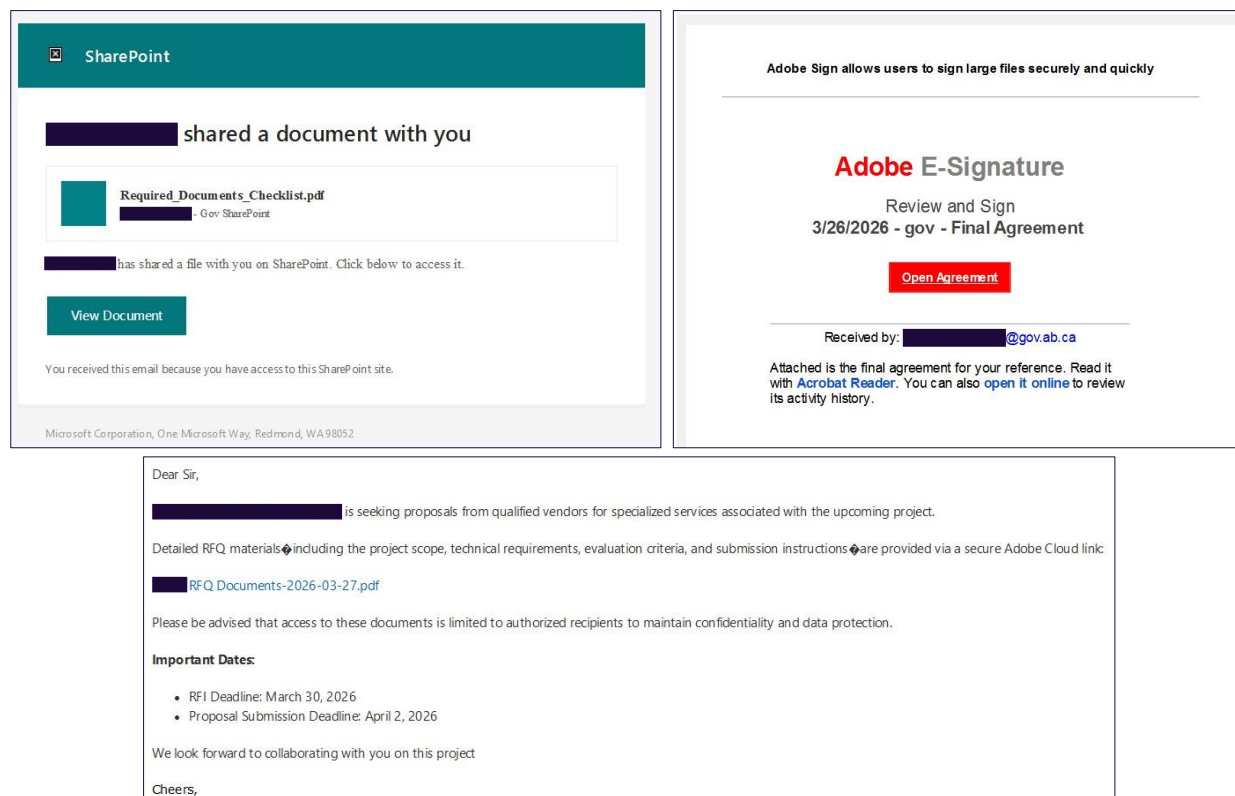 SharePoint
shared a document with you
Required_Documents_Checklist.pdf
- Gov SharePoint
has shared a file with you on SharePoint. Click below to access it.
View Document
You received this email because you have access to this SharePoint site.
Microsoft Corporation, One Microsoft Way, Redmond, WA 98052
Adobe Sign allows users to sign large files securely and quickly
Adobe E-Signature
Review and Sign
3/26/2026 - gov - Final Agreement
Open Agreement
Received by: @gov.ab.ca
Attached is the final agreement for your reference. Read it
with Acrobat Reader. You can also open it online to review
its activity history.
Dear Sir,
is seeking proposals from qualified vendors for specialized services associated with the upcoming project.
Detailed RFQ materials�including the project scope, technical requirements, evaluation criteria, and submission instructions�are provided via a secure Adobe Cloud link:
RFQ Documents-2026-03-27.pdf
Please be advised that access to these documents is limited to authorized recipients to maintain confidentiality and data protection.
Important Dates:
• RFI Deadline: March 30, 2026
• Proposal Submission Deadline: April 2, 2026
We look forward to collaborating with you on this project
Cheers,